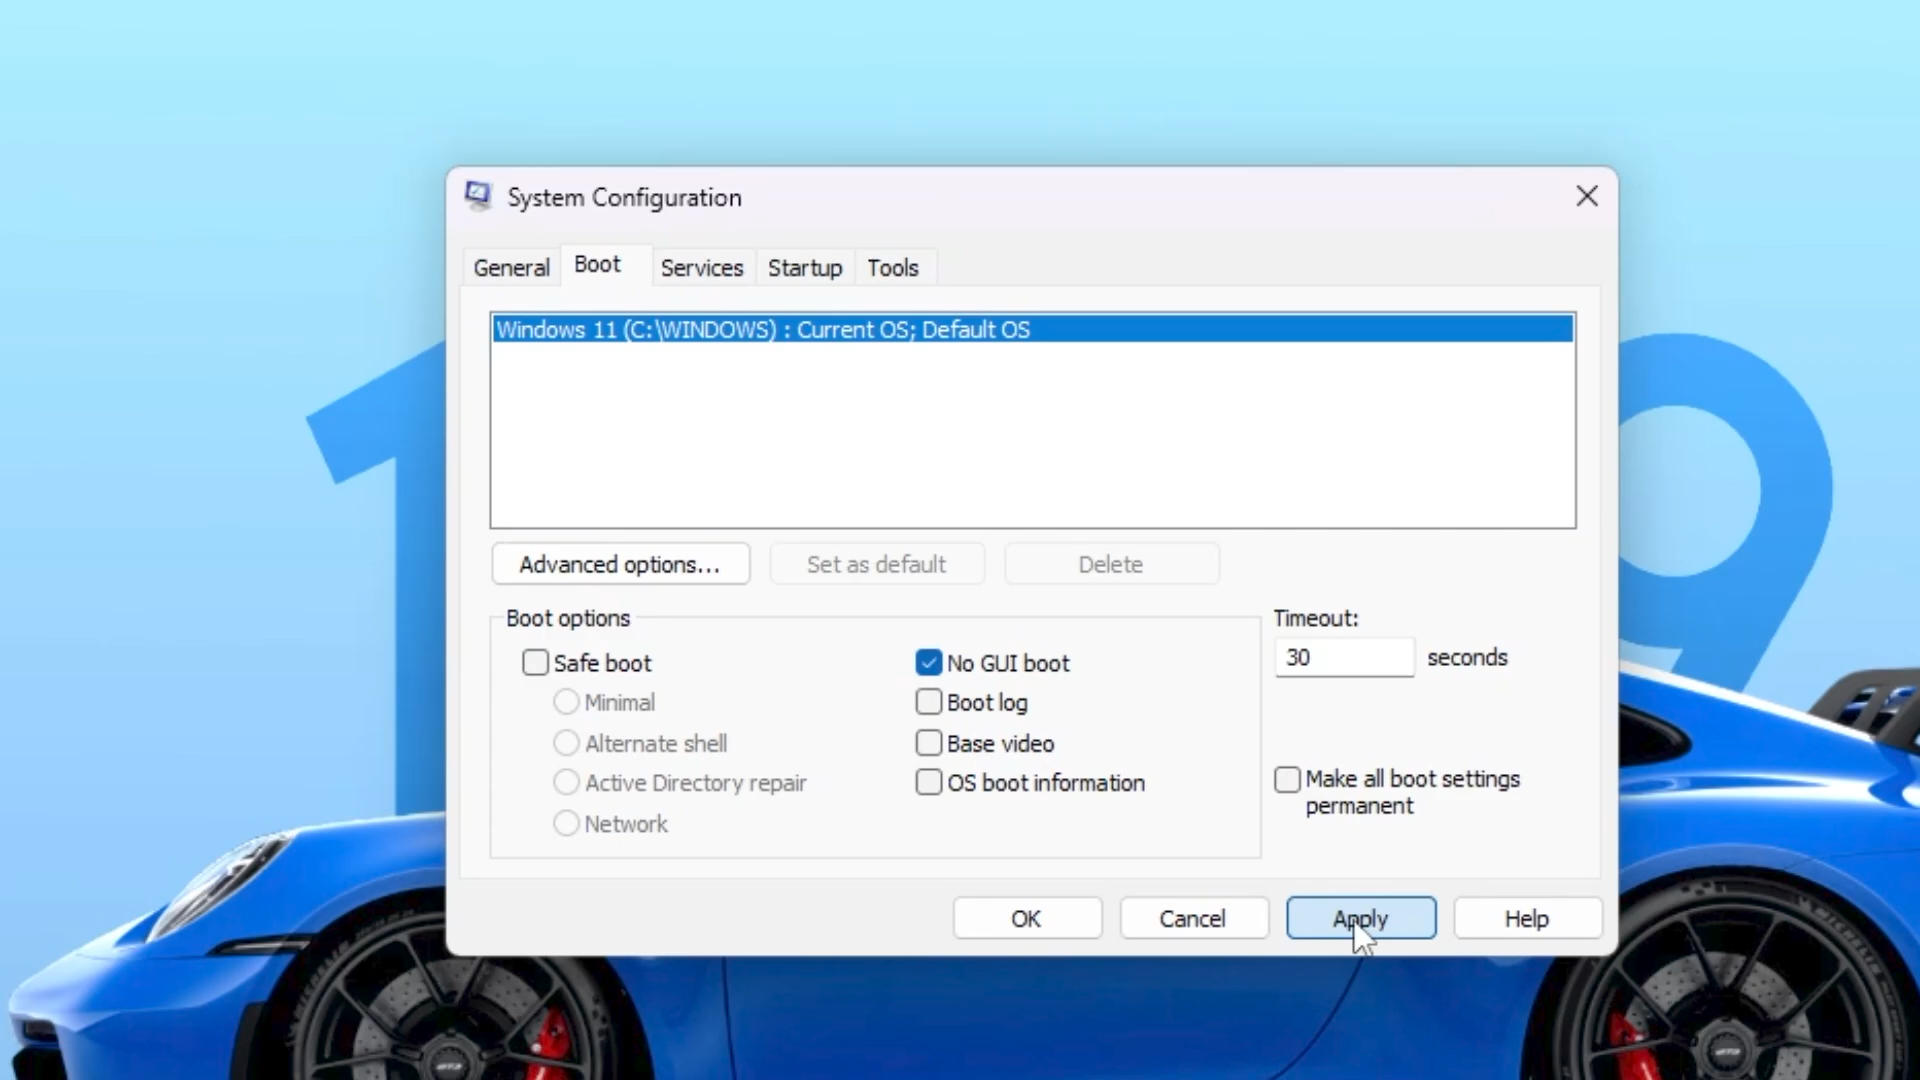 System Configuration
General Boot Services Startup Tools
Windows 11 (C:\WINDOWS) : Current OS; Default OS
Advanced options... Set as default Delete
Boot options Timeout:
Safe boot No GUI boot 30 seconds
Minimal Boot log
Alternate shell Base video
Active Directory repair OS boot information Make all boot settings
permanent
Network
OK Cancel Apply Help
19